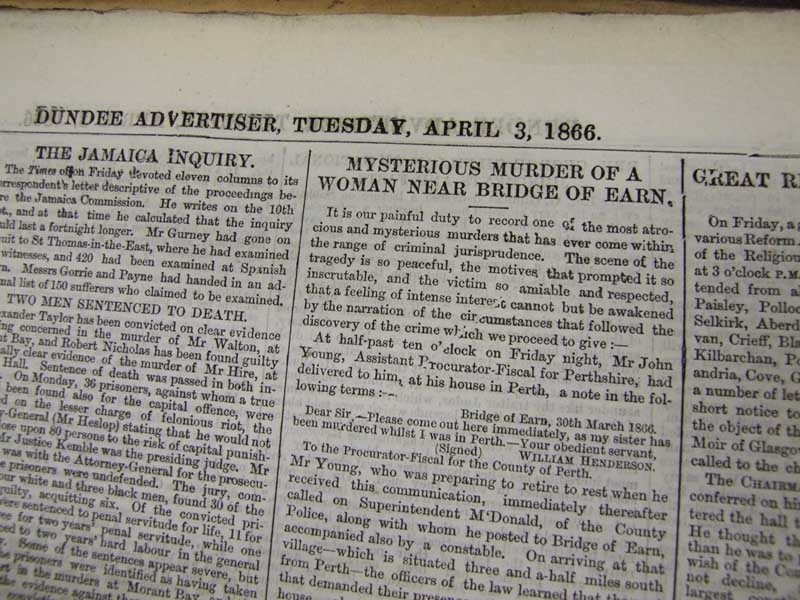 DUNDEE ADVERTISER, TUESDAY, APRIL 3, 1866.
THE JAMAICA INQUIRY.
The Times of on Friday devoted eleven columns to its
correspondent's letter descriptive of the proceedings be-
re the Jamaica Commission. He writes on the 10th
and at that time he calculated that the inquiry
uld last a fortnight longer. Mr Gurney had gone on
uit to St Thomas-in-the-East, where he had examined
witnesses, and 420 had been examined at Spanish
n. Messrs Gorrie and Payne had handed in an ad-
nal list of 150 sufferers who claimed to be examined.
TWO MEN SENTENCED TO DEATH.
exander Taylor has been convicted on clear evidence
ng concerned in the murder of Mr Walton, at
t Bay, and Robert Nicholas has been found guilty
ally clear evidence of the murder of Mr Hire, at
Hall. Sentence of death was passed in both in-
On Monday, 36 prisoners, against whom a true
been found also for the capital offence, were
d on the lesser charge of felonious riot, the
y-General (Mr Heslop) stating that he would not
ose upon 89 persons to the risk of capital punish-
Mr Justice Kemble was the presiding judge. Mr
was with the Attorney-General for the prosecu-
e prisoners were undefended. The jury, com-
our white and three black men, found 30 of the
guilty, acquitting six. Of the convicted pri-
were sentenced to penal servitude for life, 11 for
ee for two years' penal servitude, while one
ced to two years' hard labour in the general
Some of the sentences appear severe, but
the prisoners were identified as having taken
rt in the murders at Morant Bay, and
the evidence against the
MYSTERIOUS MURDER OF A
WOMAN NEAR BRIDGE OF EARN.
It is our painful duty to record one of the most atro-
cious and mysterious murders that has ever come within
the range of criminal jurisprudence. The scene of the
tragedy is so peaceful, the motives that prompted it so
inscrutable, and the victim so amiable and respected,
that a feeling of intense interest cannot but be awakened
by the narration of the circumstances that followed the
discovery of the crime which we proceed to give :—
At half-past ten o'clock on Friday night, Mr John
Young, Assistant Procurator-Fiscal for Perthshire, had
delivered to him, at his house in Perth, a note in the fol-
lowing terms :—
Bridge of Earn, 30th March 1866.
Dear Sir,—Please come out here immediately, as my sister has
been murdered whilst I was in Perth.—Your obedient servant,
(Signed) WILLIAM HENDERSON.
To the Procurator-Fiscal for the County of Perth.
Mr Young, who was preparing to retire to rest when he
received this communication, immediately thereafter
called on Superintendent M'Donald, of the County
Police, along with whom he posted to Bridge of Earn,
accompanied also by a constable. On arriving at that
village—which is situated three and a-half miles south
from Perth—the officers of the law learned that the
that demanded their
GREAT R
On Friday, a
various Reform
of the Religiou
at 3 o'clock P.M.
tended from a
Paisley, Pollo
Selkirk, Aberd
van, Crieff, Bla
Kilbarchan, P
andria, Cove, G
a number of let
short notice to
the object of th
Moir of Glasgo
called to the ch
The CHAIRMA
conferred on hi
tered the hall t
He thought th
than he was to
wish of the Co
not decline,
largest